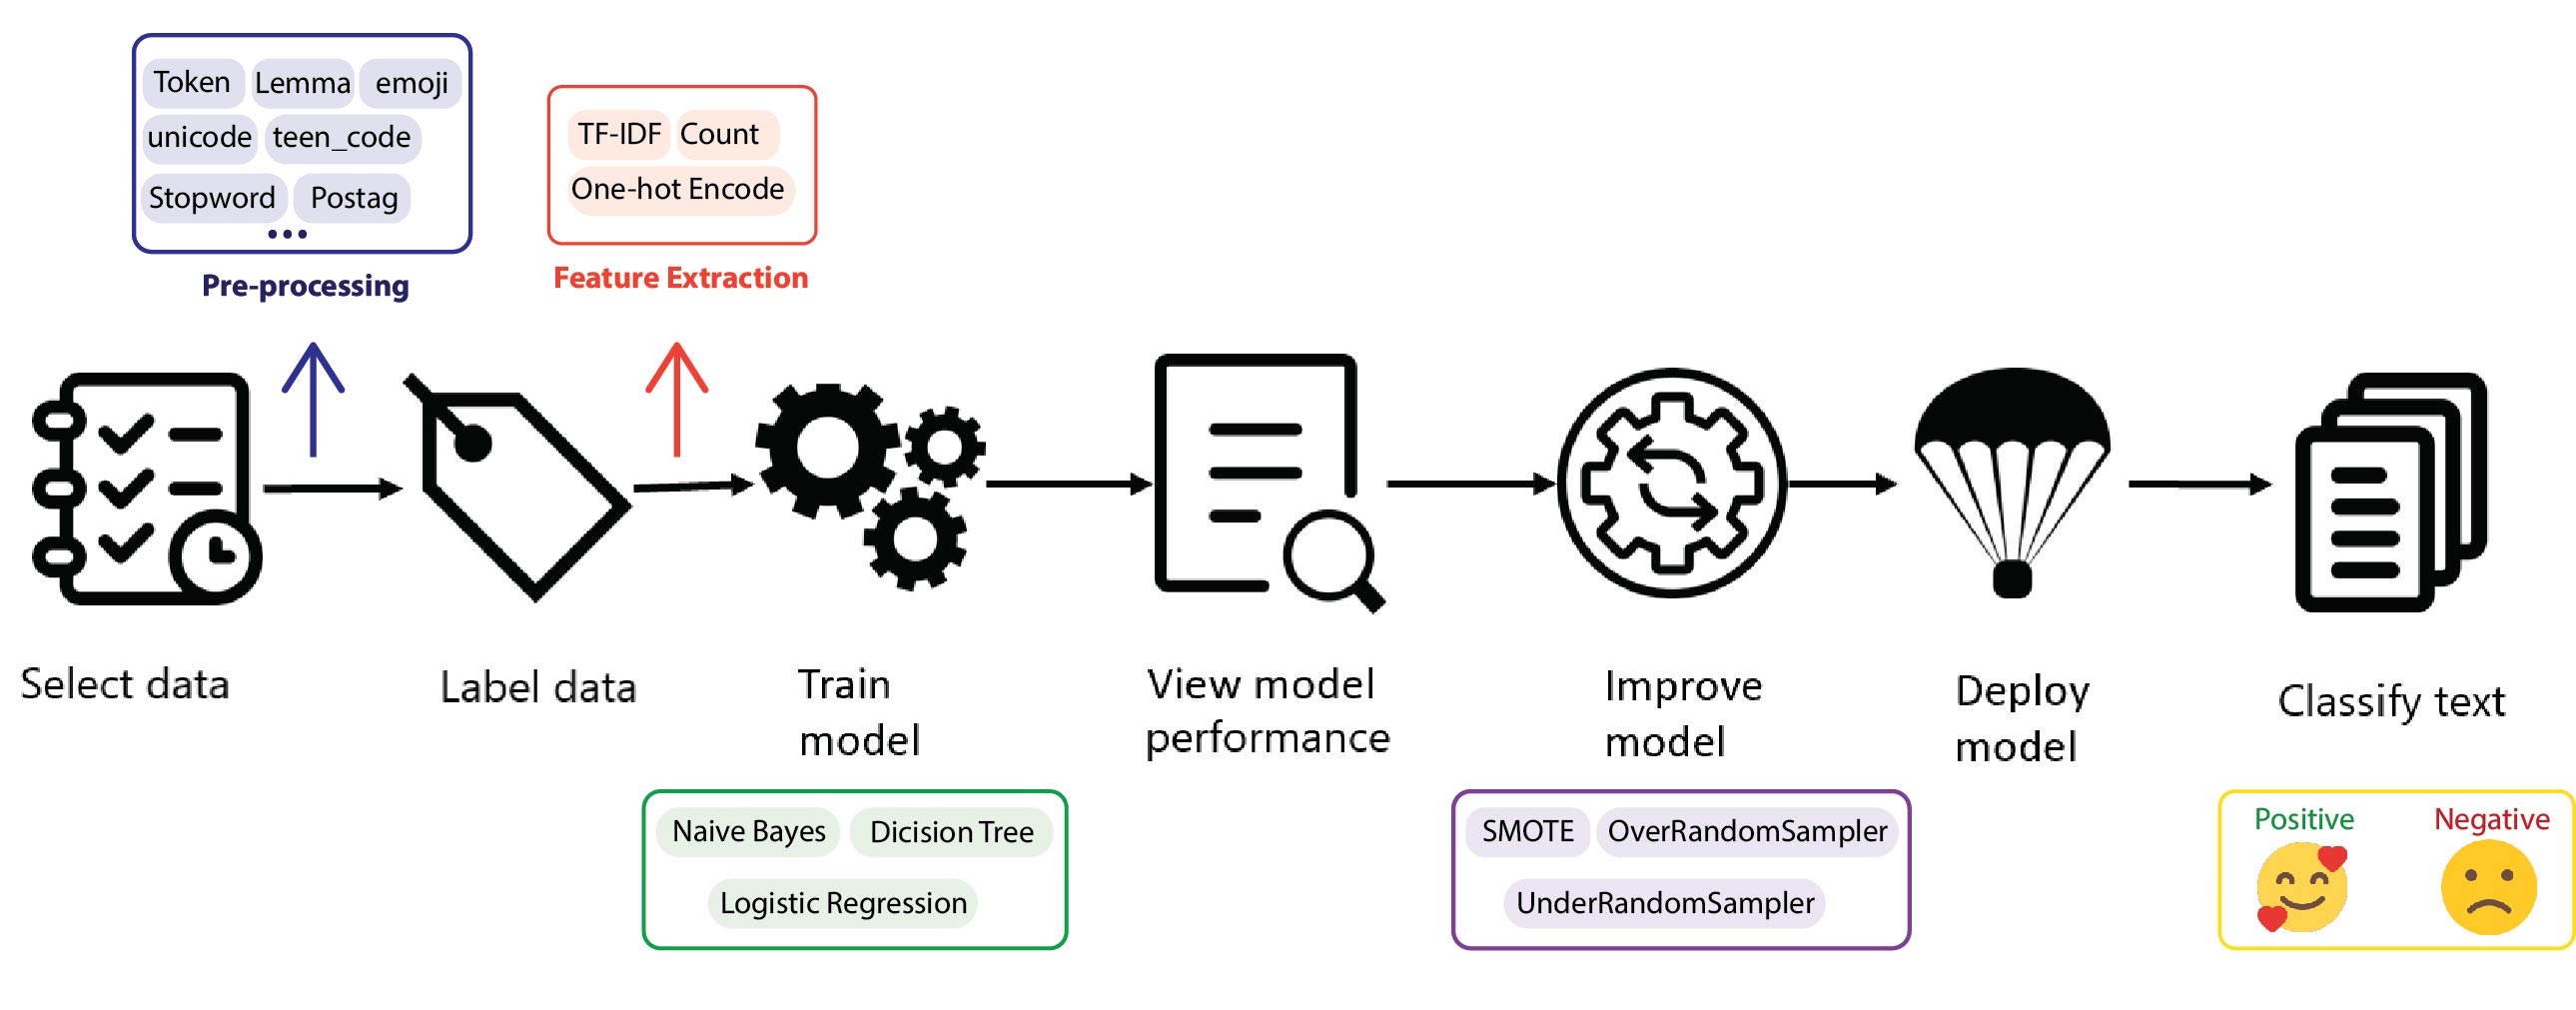 Token Lemma emoji
unicode teen_code
Stopword Postag
...
Pre-processing
TF-IDF Count
One-hot Encode
Feature Extraction
Select data
Label data
Train
model
View model
performance
Improve
model
Deploy
model
Classify text
Naive Bayes Dicision Tree
Logistic Regression
SMOTE OverRandomSampler
UnderRandomSampler
Positive Negative